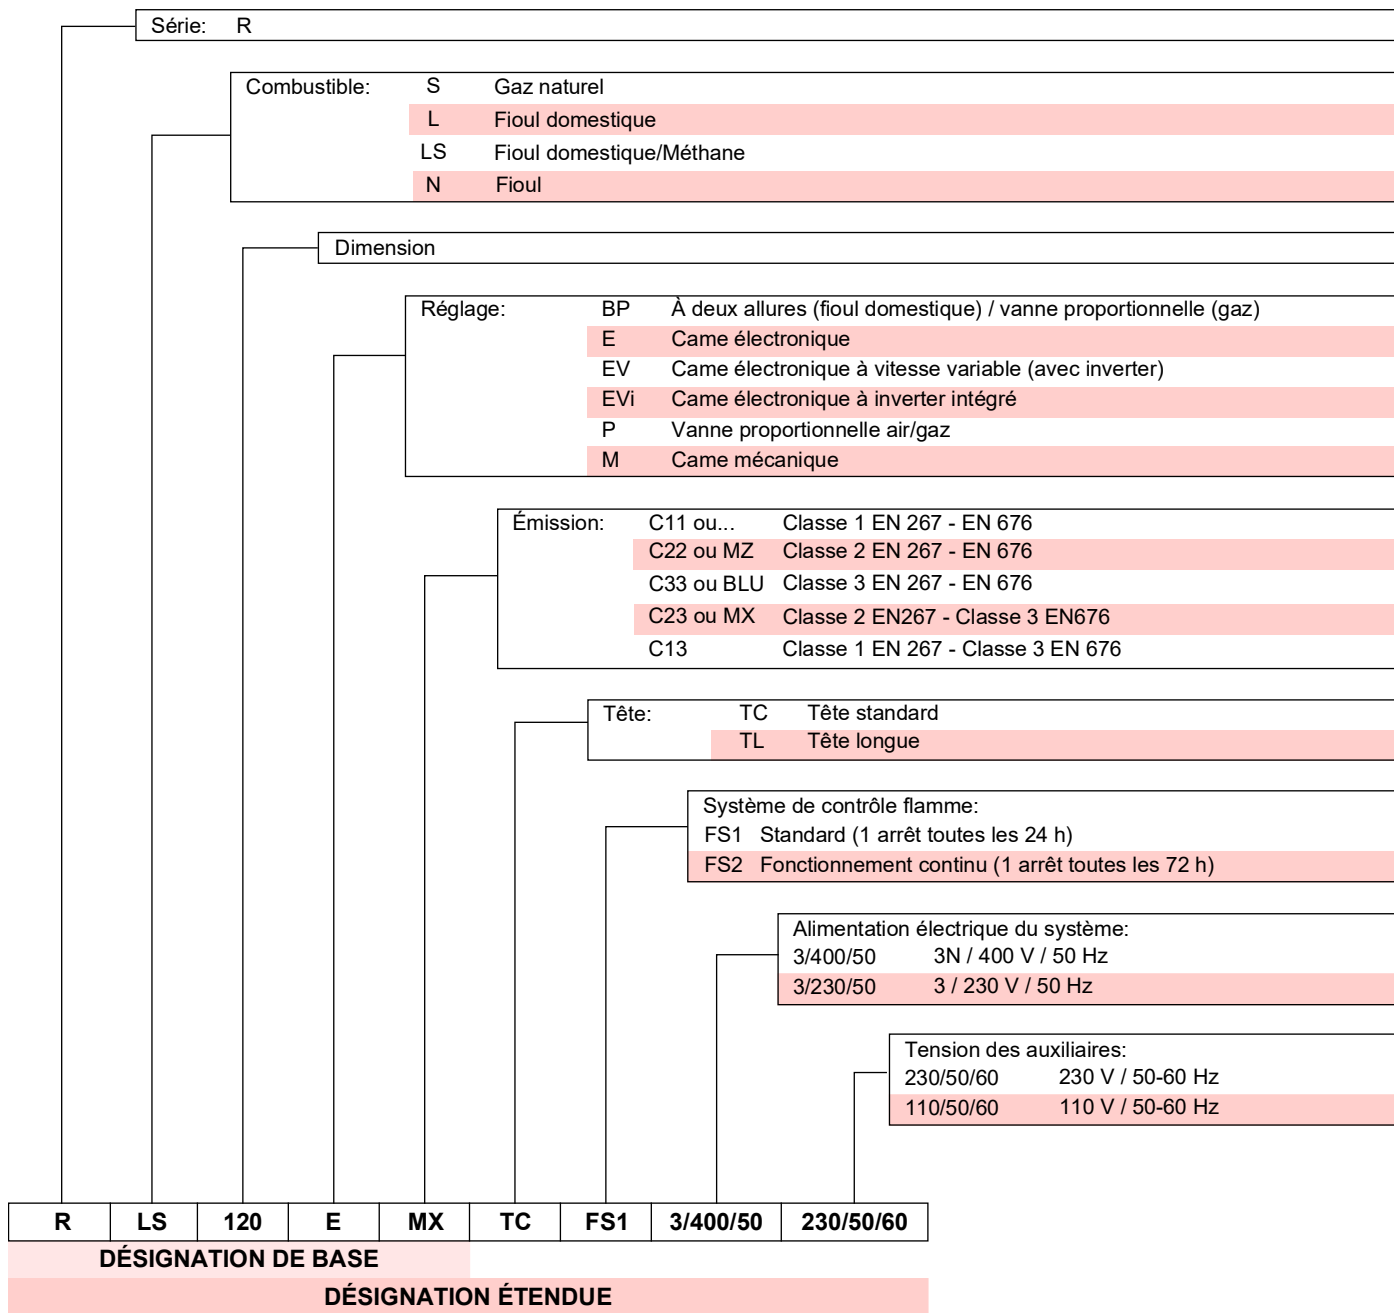 Série: R
Combustible: S Gaz naturel
L Fioul domestique
LS Fioul domestique/Méthane
N Fioul
Dimension
Réglage: BP À deux allures (fioul domestique) / vanne proportionnelle (gaz)
E Came électronique
EV Came électronique à vitesse variable (avec inverter)
EVi Came électronique à inverter intégré
P Vanne proportionnelle air/gaz
M Came mécanique
Émission: C11 ou... Classe 1 EN 267 - EN 676
C22 ou MZ Classe 2 EN 267 - EN 676
C33 ou BLU Classe 3 EN 267 - EN 676
C23 ou MX Classe 2 EN267 - Classe 3 EN676
C13 Classe 1 EN 267 - Classe 3 EN 676
Tête: TC Tête standard
TL Tête longue
Système de contrôle flamme:
FS1 Standard (1 arrêt toutes les 24 h)
FS2 Fonctionnement continu (1 arrêt toutes les 72 h)
Alimentation électrique du système:
3/400/50 3N / 400 V / 50 Hz
3/230/50 3 / 230 V / 50 Hz
Tension des auxiliaires:
230/50/60 230 V / 50-60 Hz
110/50/60 110 V / 50-60 Hz
R LS 120 E MX TC FS1 3/400/50 230/50/60
DÉSIGNATION DE BASE
DÉSIGNATION ÉTENDUE